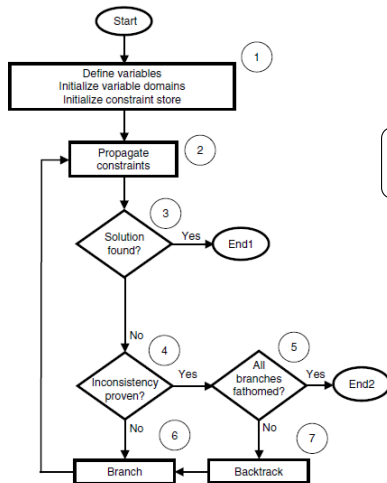 Start
1
Define variables
Initialize variable domains
Initialize constraint store
2
Propagate
constraints
3
Solution
found?
Yes
End1
No
4
Inconsistency
proven?
Yes
5
All
branches
fathomed?
Yes
End2
No
6
No
7
Branch
Backtrack